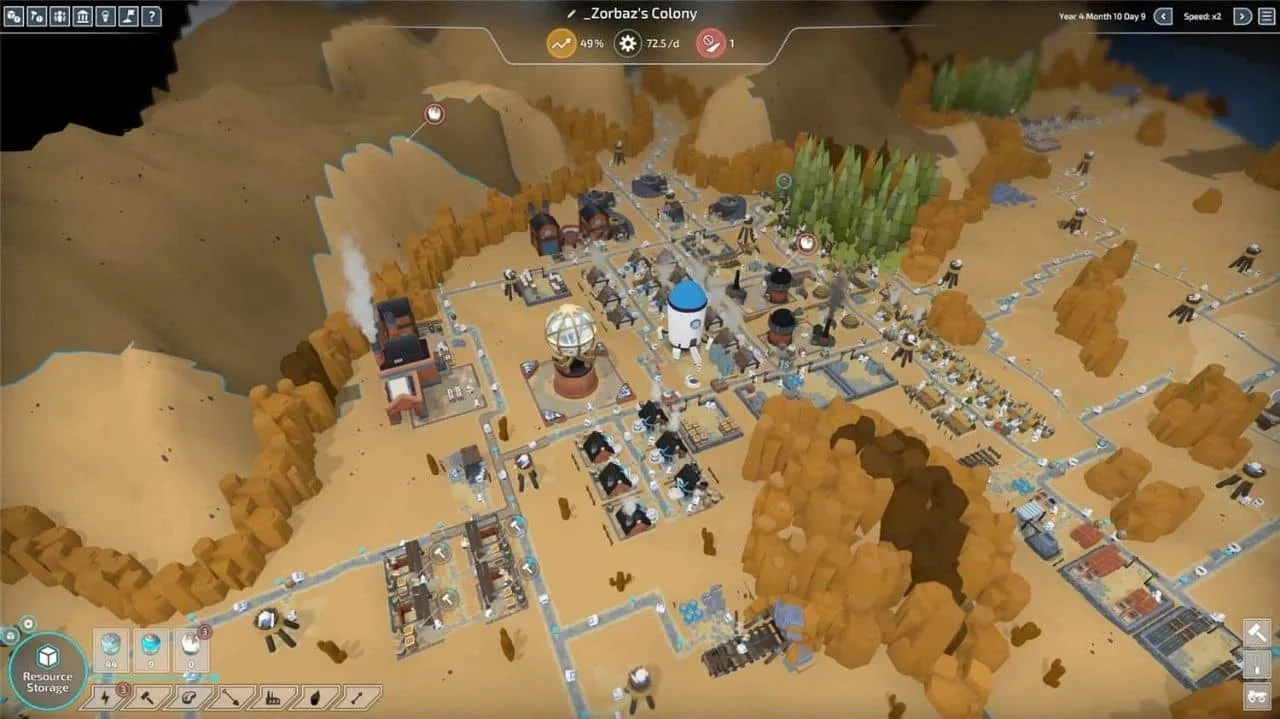 ?
_Zorbaz's Colony
49%
72.5/d
1
Year 4 Month 10 Day 9
Speed: x2
3
44
9
0
Resource
Storage
3